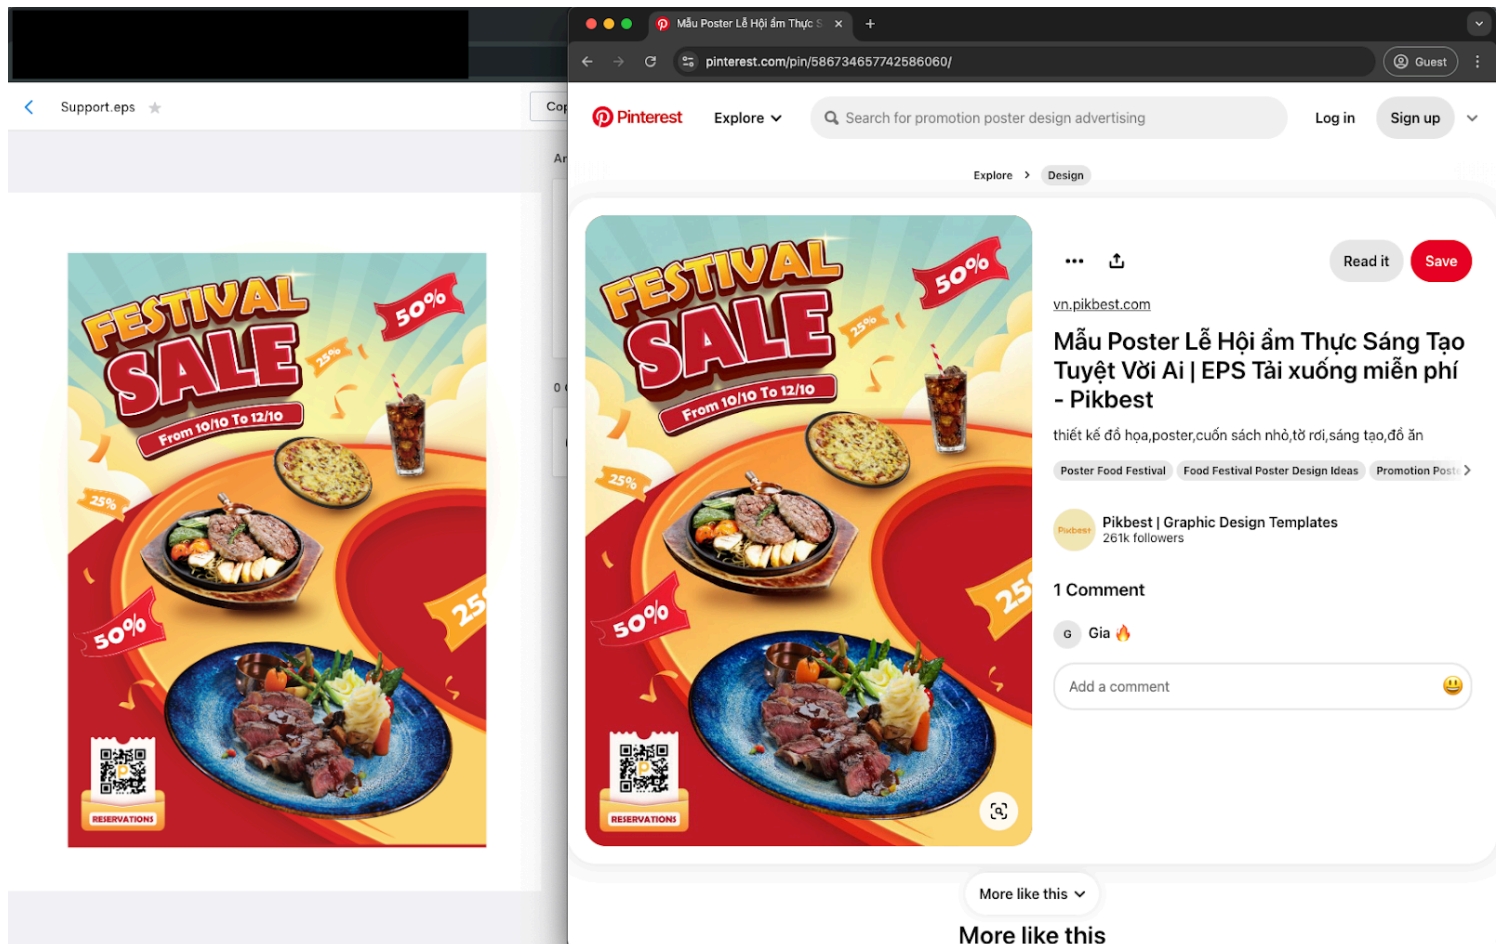 Support.eps
FESTIVAL
SALE
From 10/10 To 12/10
50%
25%
25%
50%
25
RESERVATIONS
Mẫu Poster Lễ Hội ẩm Thực S
pinterest.com/pin/586734657742586060/
Guest
Pinterest
Explore
Search for promotion poster design advertising
Log in
Sign up
Explore
Design
FESTIVAL
SALE
From 10/10 To 12/10
50%
25%
25%
50%
25
RESERVATIONS
Read it
Save
vn.pikbest.com
Mẫu Poster Lễ Hội ẩm Thực Sáng Tạo
Tuyệt Vời Ai | EPS Tải xuống miễn phí
- Pikbest
thiết kế đồ họa,poster,cuốn sách nhỏ,tờ rơi,sáng tạo,đồ ăn
Poster Food Festival
Food Festival Poster Design Ideas
Promotion Poste
Pikbest
Pikbest | Graphic Design Templates
261k followers
1 Comment
G
Gia 🔥
Add a comment
More like this
More like this